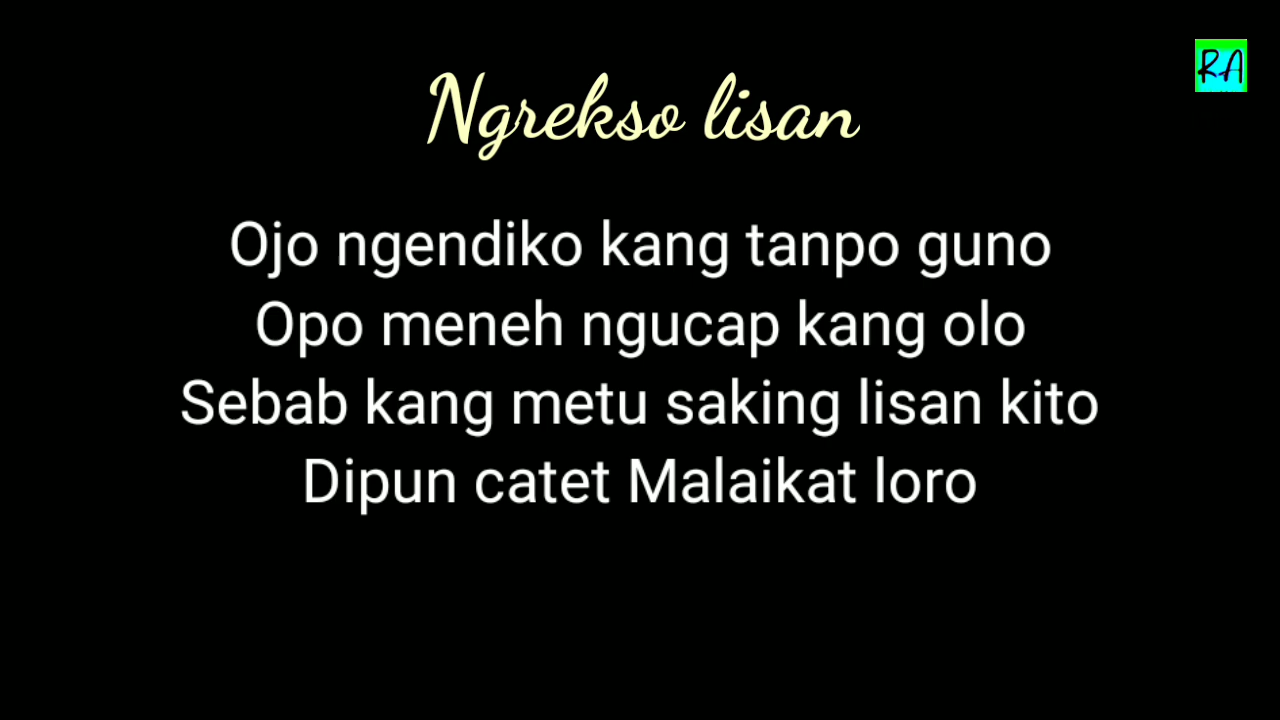 RA
Ngrekso lisan
Ojo ngendiko kang tanpo guno
Opo meneh ngucap kang olo
Sebab kang metu saking lisan kito
Dipun catet Malaikat loro